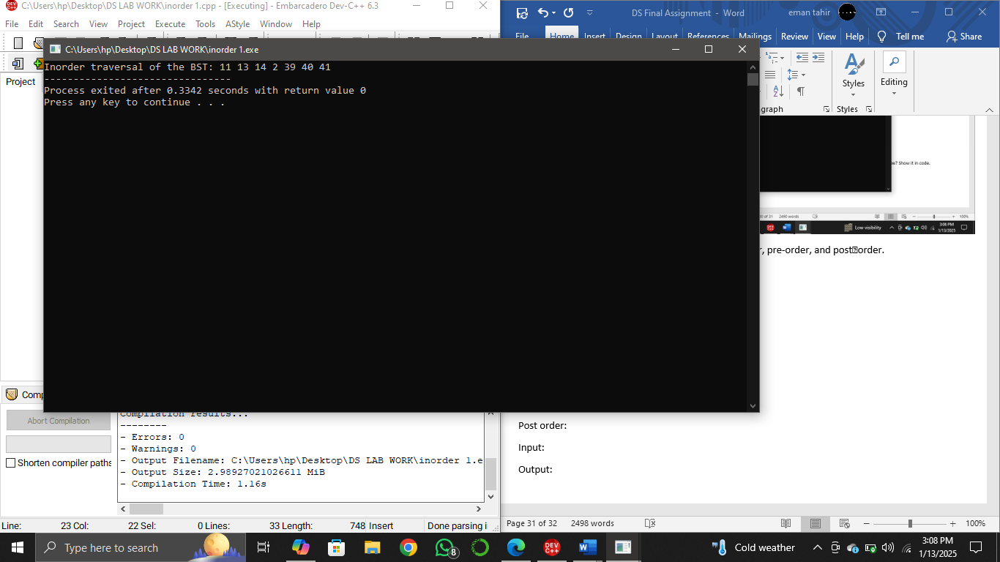 C:\Users\hp\Desktop\DS LAB WORK\inorder 1.cpp - [Executing] - Embarcadero Dev-C++ 6.3
File Edit Search View Project Execute Tools AStyle Window Help
Project
DS Final Assignment - Word
eman tahir
File Home Insert Design Layout References Mailings Review View Help Tell me Share
C:\Users\hp\Desktop\DS LAB WORK\inorder 1.exe
Inorder traversal of the BST: 11 13 14 2 39 40 41
--------------------------------
Process exited after 0.3342 seconds with return value 0
Press any key to continue . . .
Styles
Editing
graph
Styles
ee? Show it in code.
2490 words
100%
Low visibility
3:06 PM
1/13/2025
r, pre-order, and post order.
Post order:
Input:
Output:
Comp
Abort Compilation
Shorten compiler paths
Compilation results...
--------
- Errors: 0
- Warnings: 0
- Output Filename: C:\Users\hp\Desktop\DS LAB WORK\inorder 1.e
- Output Size: 2.98927021026611 MiB
- Compilation Time: 1.16s
Line: 23 Col: 22 Sel: 0 Lines: 33 Length: 748 Insert Done parsing i
Page 31 of 32 2498 words 100%
Type here to search
8
DEV C++
Cold weather
3:08 PM
1/13/2025